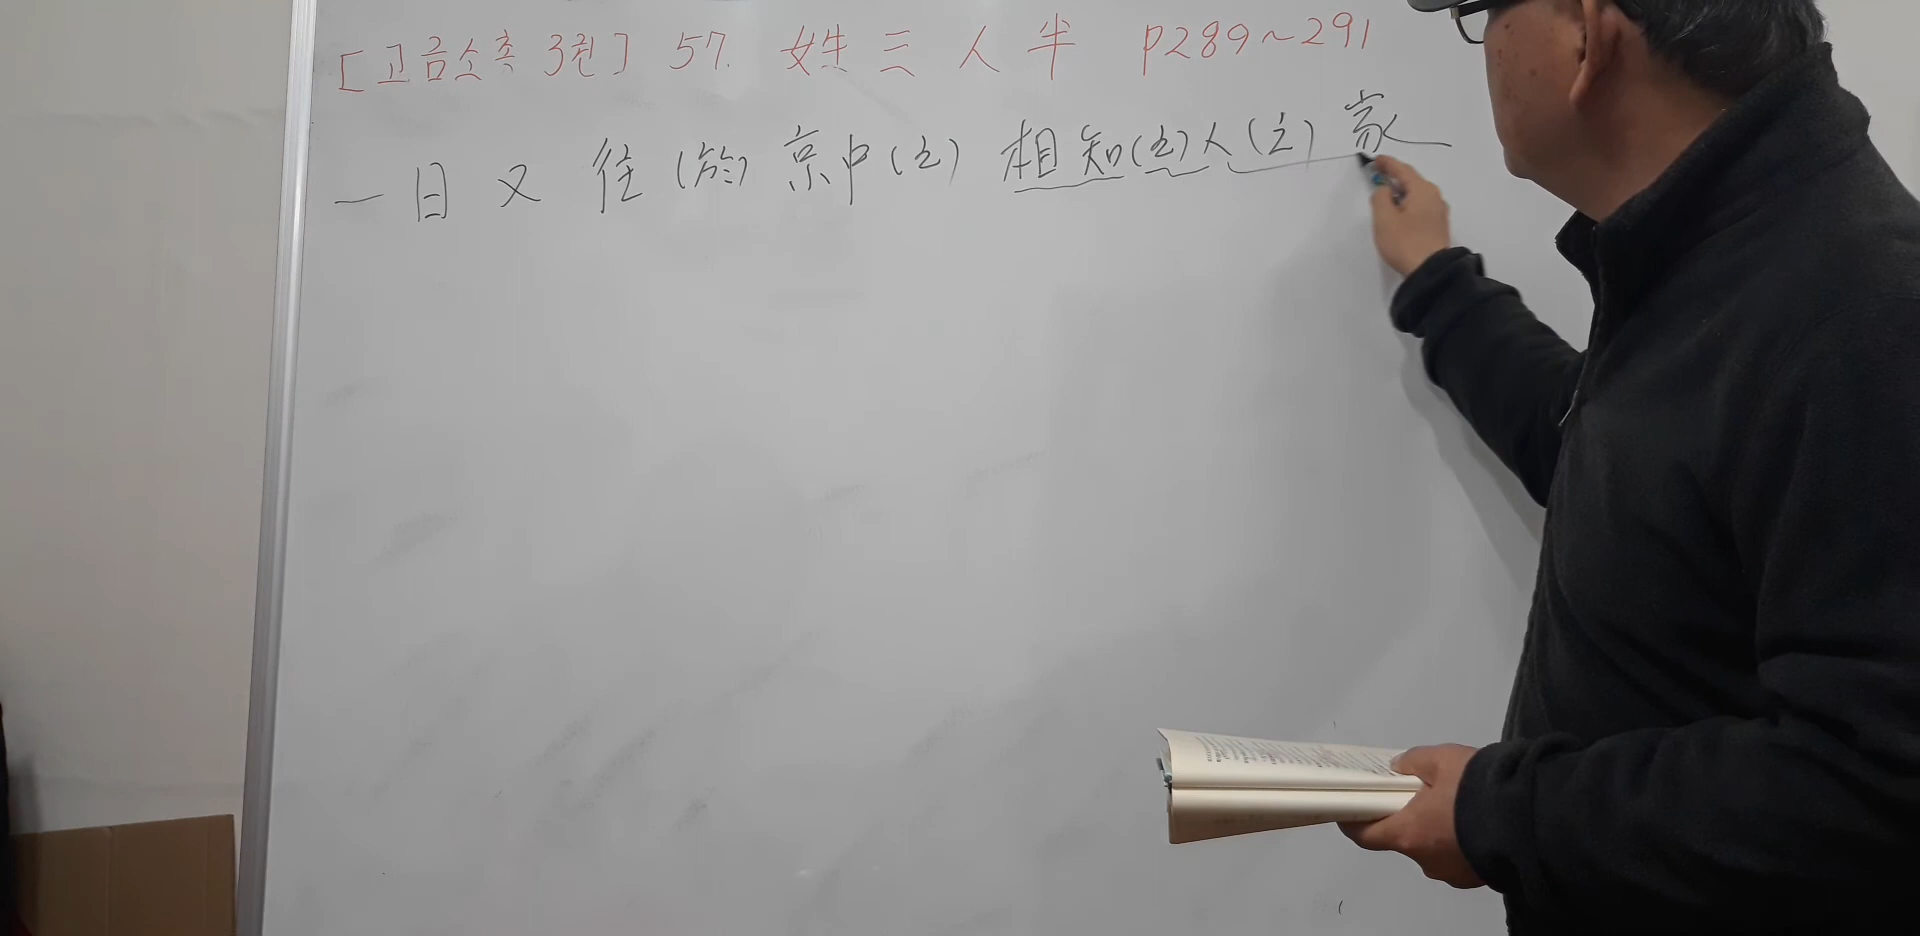 [고금소총 3권] 57. 姓三人半 P289~291
一日又往(於)京中(之)相知(之)人(之)家